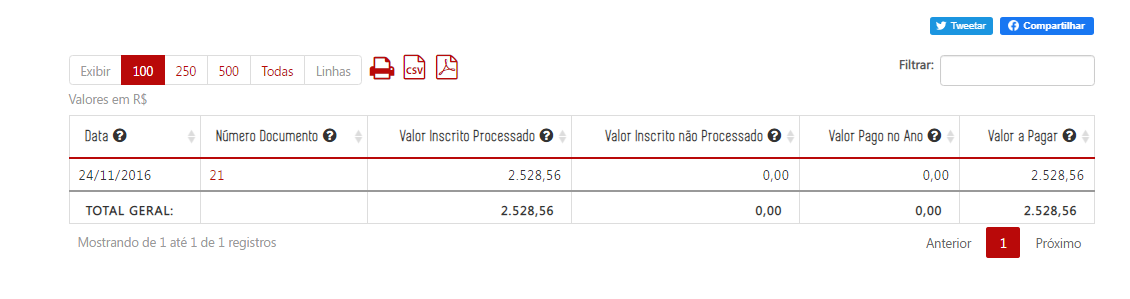 Tweetar Compartilhar
Exibir 100 250 500 Todas Linhas CSV Filtrar:
Valores em R$
Data Número Documento Valor Inscrito Processado Valor Inscrito não Processado Valor Pago no Ano Valor a Pagar
24/11/2016 21 2.528,56 0,00 0,00 2.528,56
TOTAL GERAL: 2.528,56 0,00 0,00 2.528,56
Mostrando de 1 até 1 de 1 registros Anterior 1 Próximo